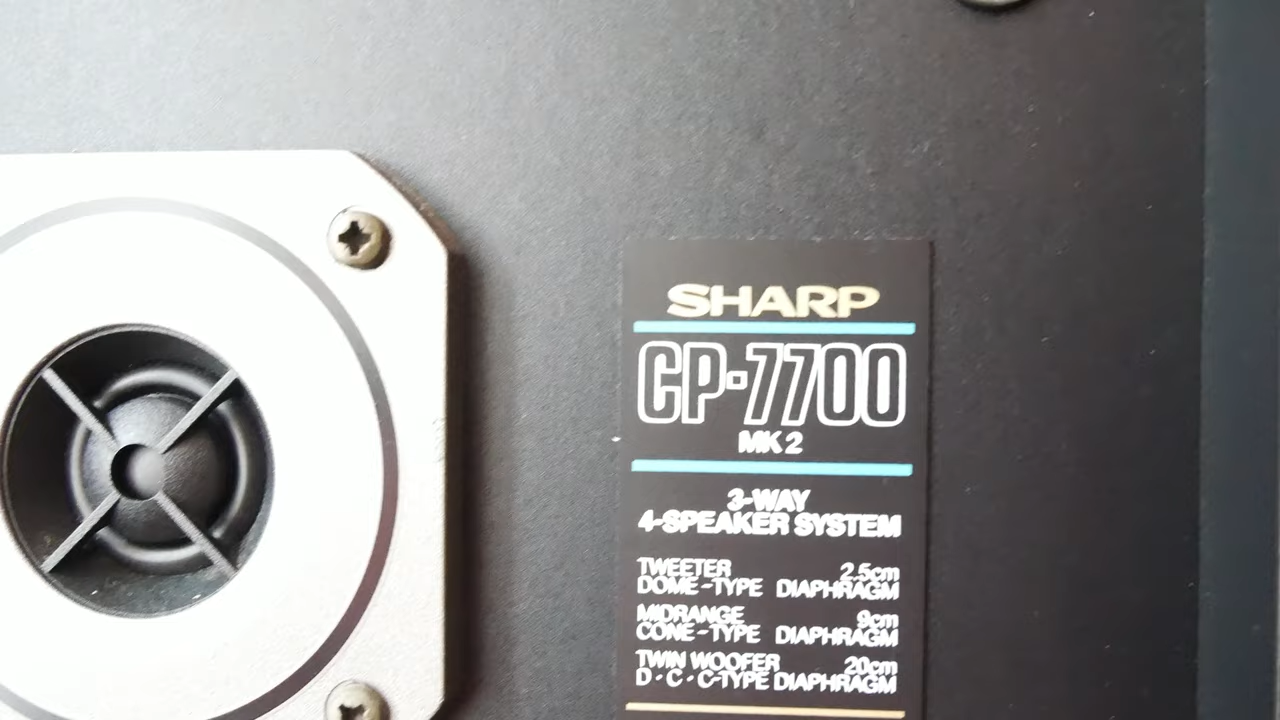 SHARP
CP-7700
MK2
3-WAY
4-SPEAKER SYSTEM
TWEETER 2.5cm
DOME-TYPE DIAPHRAGM
MIDRANGE 9cm
CONE-TYPE DIAPHRAGM
TWIN WOOFER 20cm
D·C·C-TYPE DIAPHRAGM